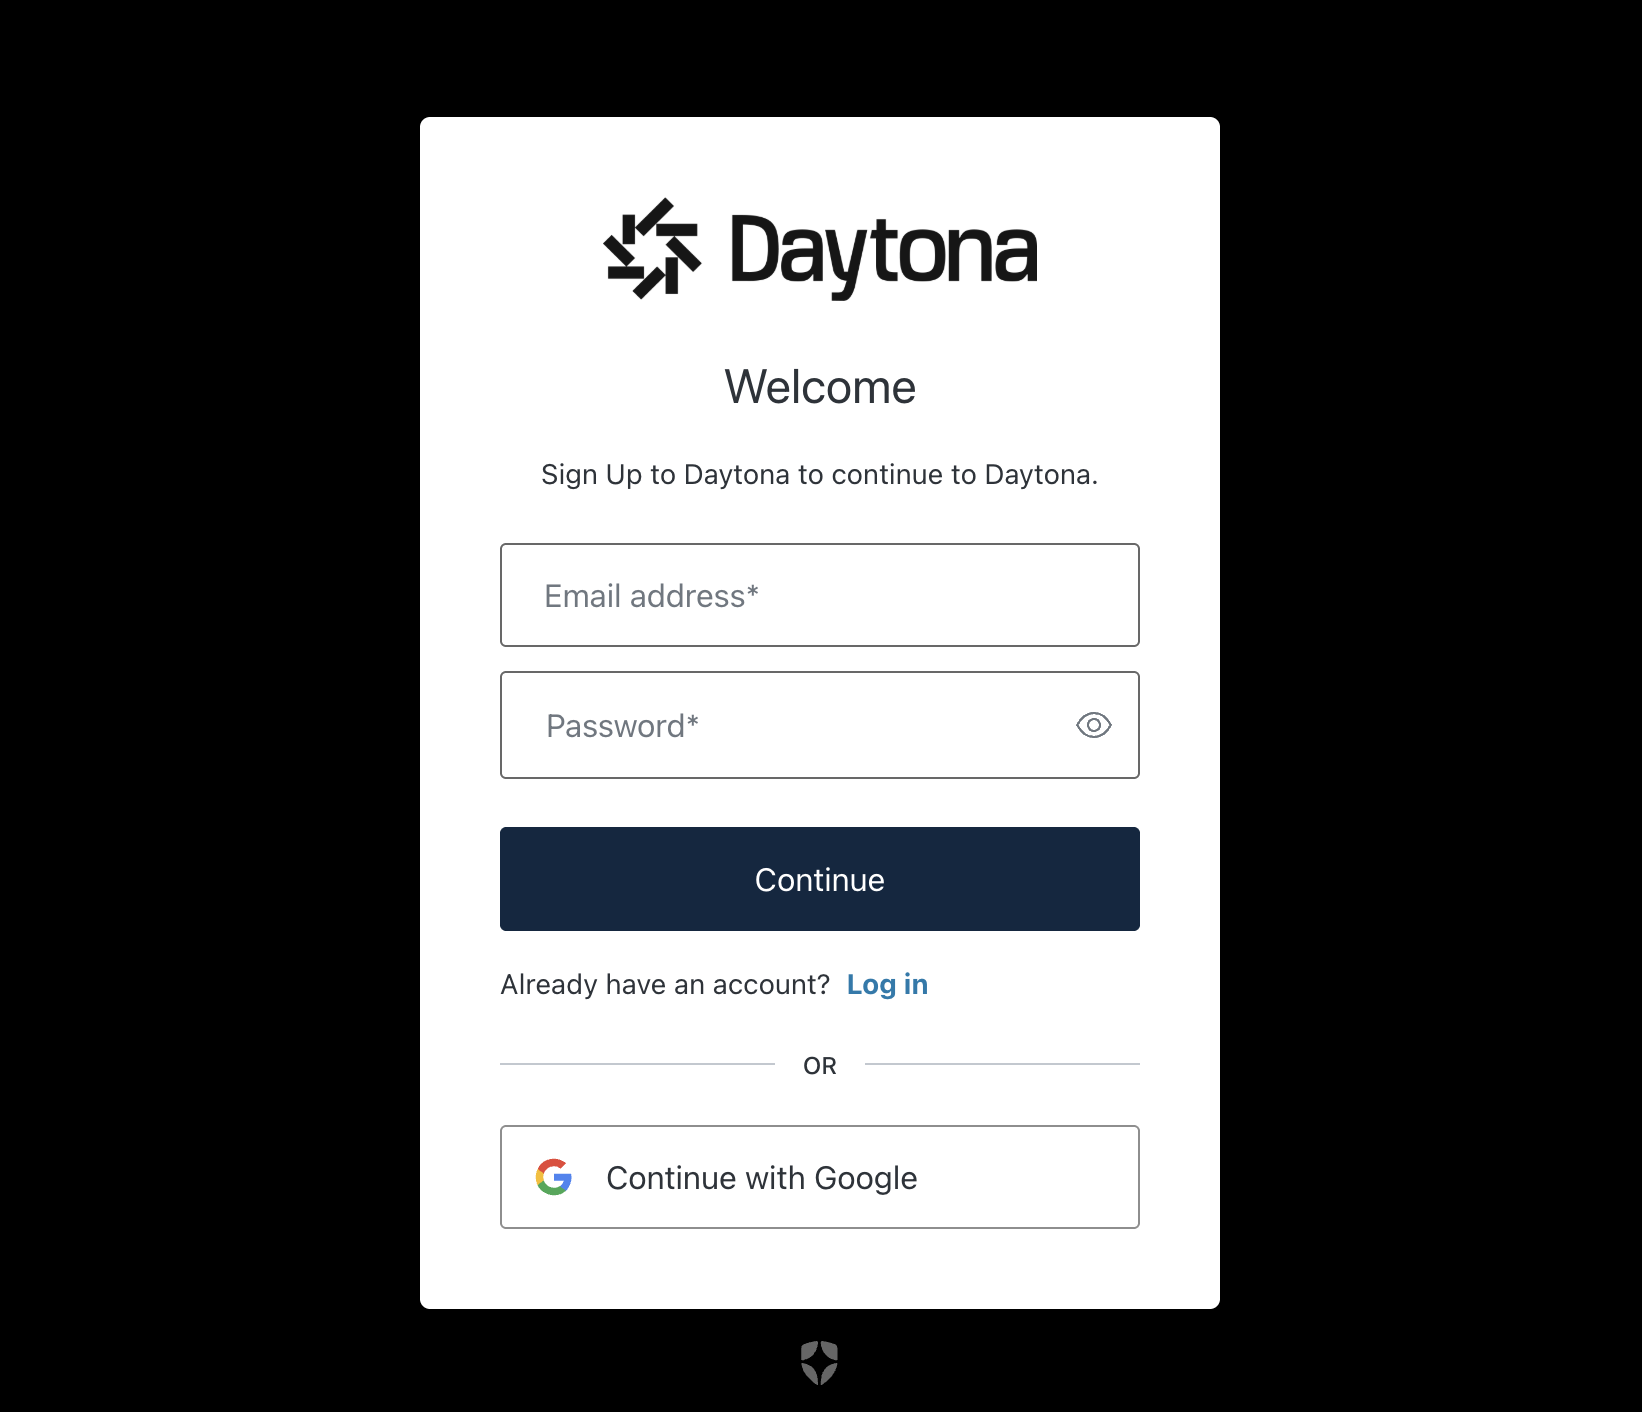 Daytona
Welcome
Sign Up to Daytona to continue to Daytona.
Email address*
Password*
Continue
Already have an account? Log in
OR
Continue with Google